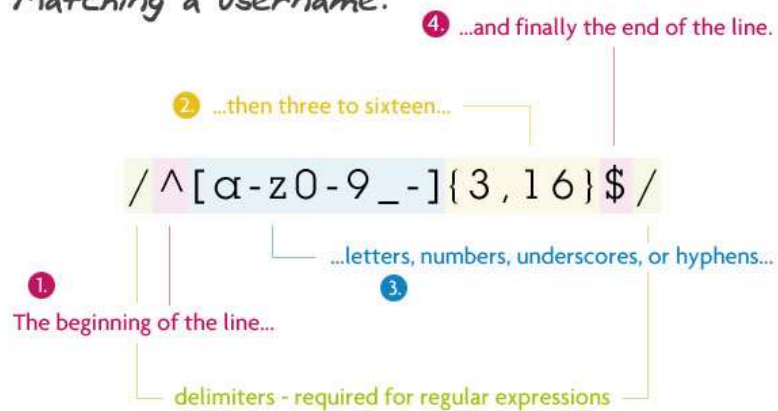 Matching a username:
4. ...and finally the end of the line.
2. ...then three to sixteen...
/^[a-z0-9_-]{3,16}$/
...letters, numbers, underscores, or hyphens...
3.
1.
The beginning of the line...
delimiters - required for regular expressions